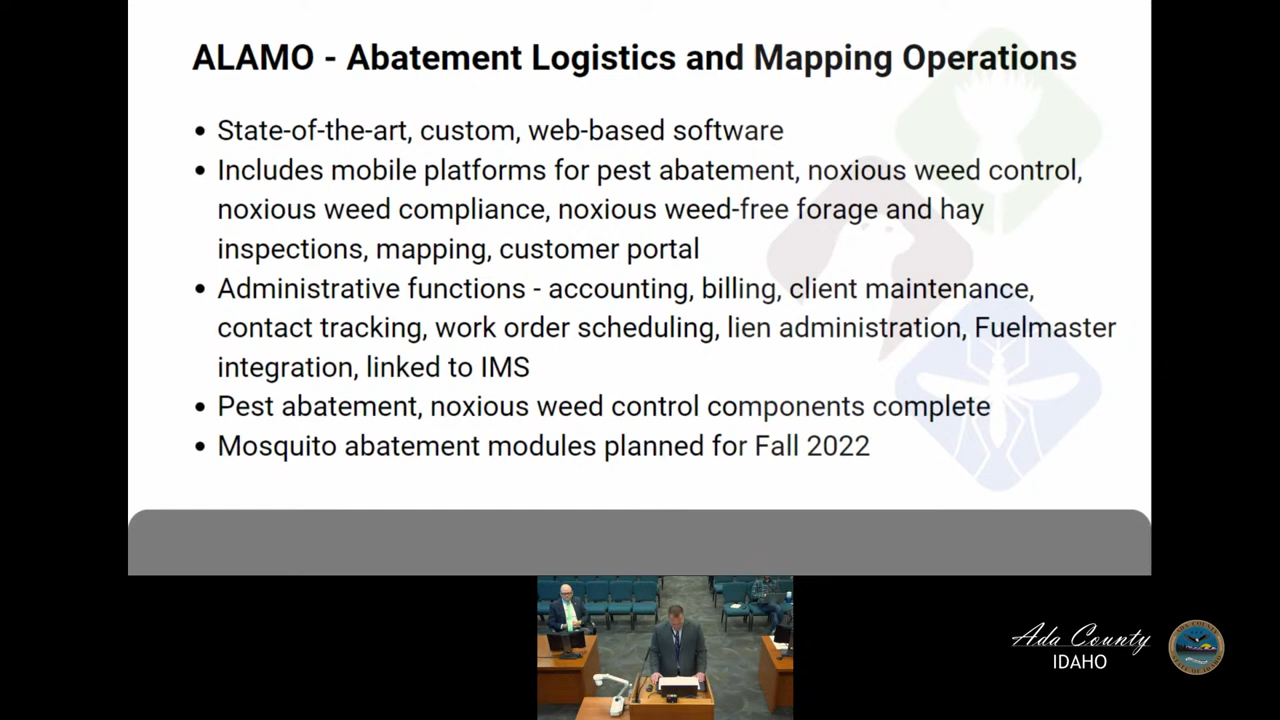 ALAMO - Abatement Logistics and Mapping Operations
• State-of-the-art, custom, web-based software
• Includes mobile platforms for pest abatement, noxious weed control,
noxious weed compliance, noxious weed-free forage and hay
inspections, mapping, customer portal
• Administrative functions - accounting, billing, client maintenance,
contact tracking, work order scheduling, lien administration, Fuelmaster
integration, linked to IMS
• Pest abatement, noxious weed control components complete
• Mosquito abatement modules planned for Fall 2022
Ada County
IDAHO